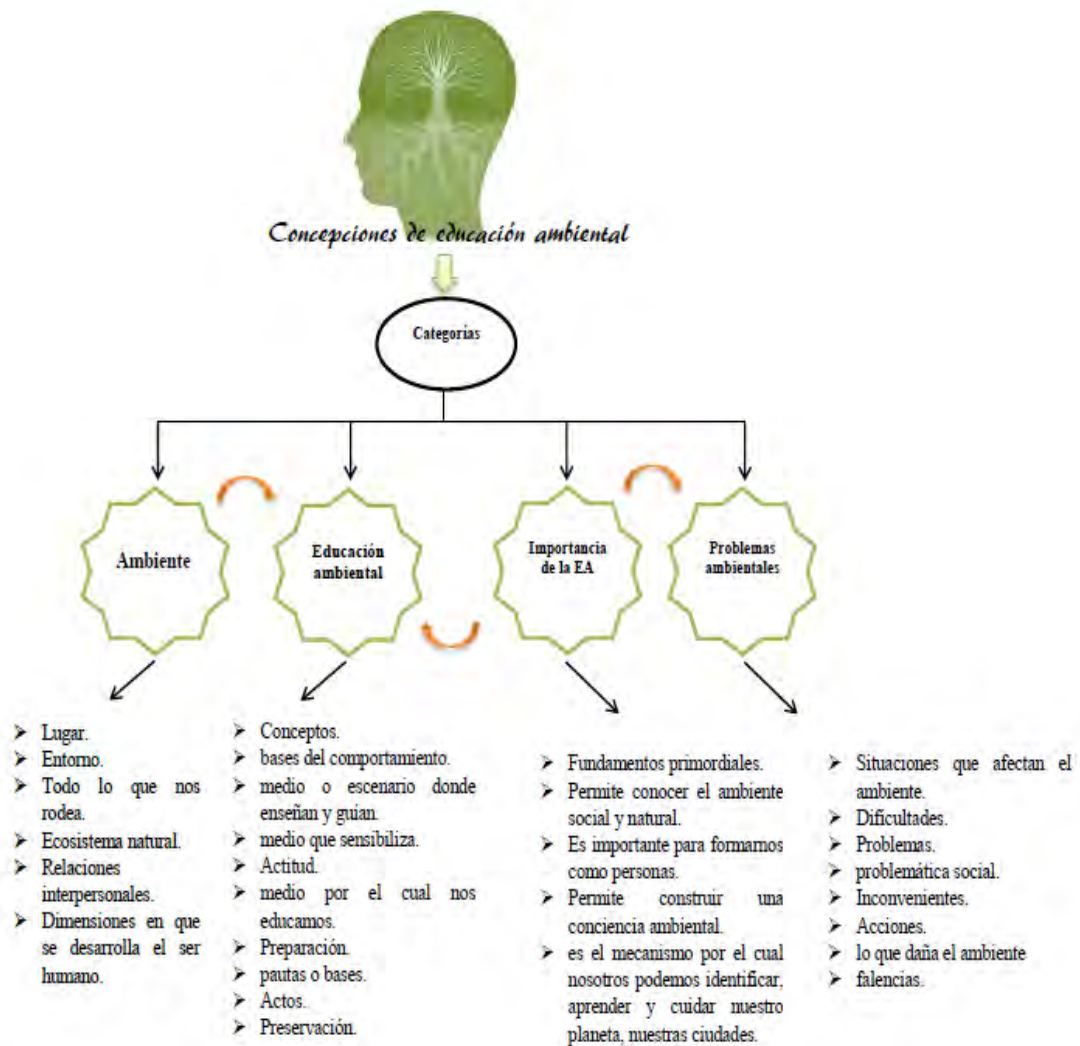 Concepciones de educación ambiental
Categorías
Ambiente
Educación
ambiental
Importancia
de la EA
Problemas
ambientales
➢ Lugar.
➢ Entorno.
➢ Todo lo que nos
rodea.
➢ Ecosistema natural.
➢ Relaciones
interpersonales.
➢ Dimensiones en que
se desarrolla el ser
humano.
➢ Conceptos.
➢ bases del comportamiento.
➢ medio o escenario donde
enseñan y guían.
➢ medio que sensibiliza.
➢ Actitud.
➢ medio por el cual nos
educamos.
➢ Preparación.
➢ pautas o bases.
➢ Actos.
➢ Preservación.
➢ Fundamentos primordiales.
➢ Permite conocer el ambiente
social y natural.
➢ Es importante para formarnos
como personas.
➢ Permite construir una
conciencia ambiental.
➢ es el mecanismo por el cual
nosotros podemos identificar,
aprender y cuidar nuestro
planeta, nuestras ciudades.
➢ Situaciones que afectan el
ambiente.
➢ Dificultades.
➢ Problemas.
➢ problemática social.
➢ Inconvenientes.
➢ Acciones.
➢ lo que daña el ambiente
➢ falencias.